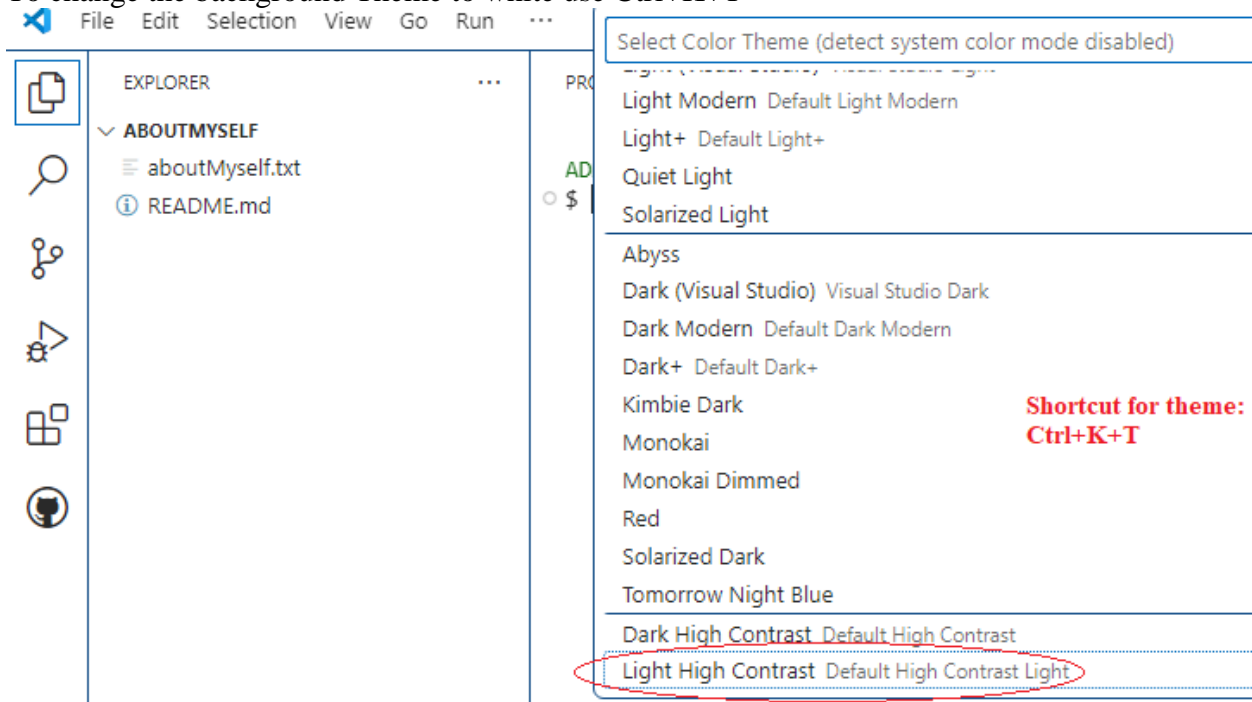 File Edit Selection View Go Run ...
Select Color Theme (detect system color mode disabled)
EXPLORER ...
Light Modern Default Light Modern
ABOUTMYSELF
Light+ Default Light+
aboutMyself.txt
Quiet Light
README.md
$
Solarized Light
Abyss
Dark (Visual Studio) Visual Studio Dark
Dark Modern Default Dark Modern
Dark+ Default Dark+
Kimbie Dark
Shortcut for theme:
Ctrl+K+T
Monokai
Monokai Dimmed
Red
Solarized Dark
Tomorrow Night Blue
Dark High Contrast Default High Contrast
Light High Contrast Default High Contrast Light